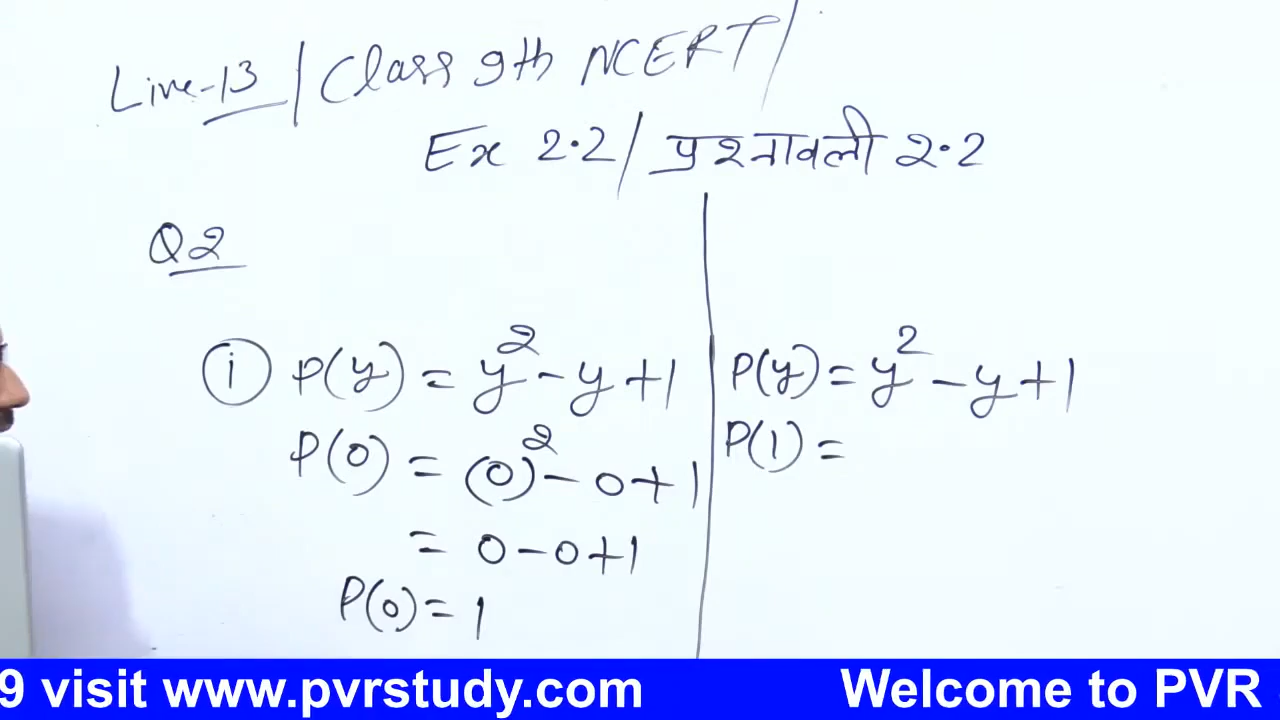 Live-13 / Class 9th NCERT /
Ex 2.2 / प्रश्नावली 2.2
Q2
(i) P(y) = y² - y + 1
P(0) = (0)² - 0 + 1
= 0 - 0 + 1
P(0) = 1
P(y) = y² - y + 1
P(1) =
9 visit www.pvrstudy.com Welcome to PVR